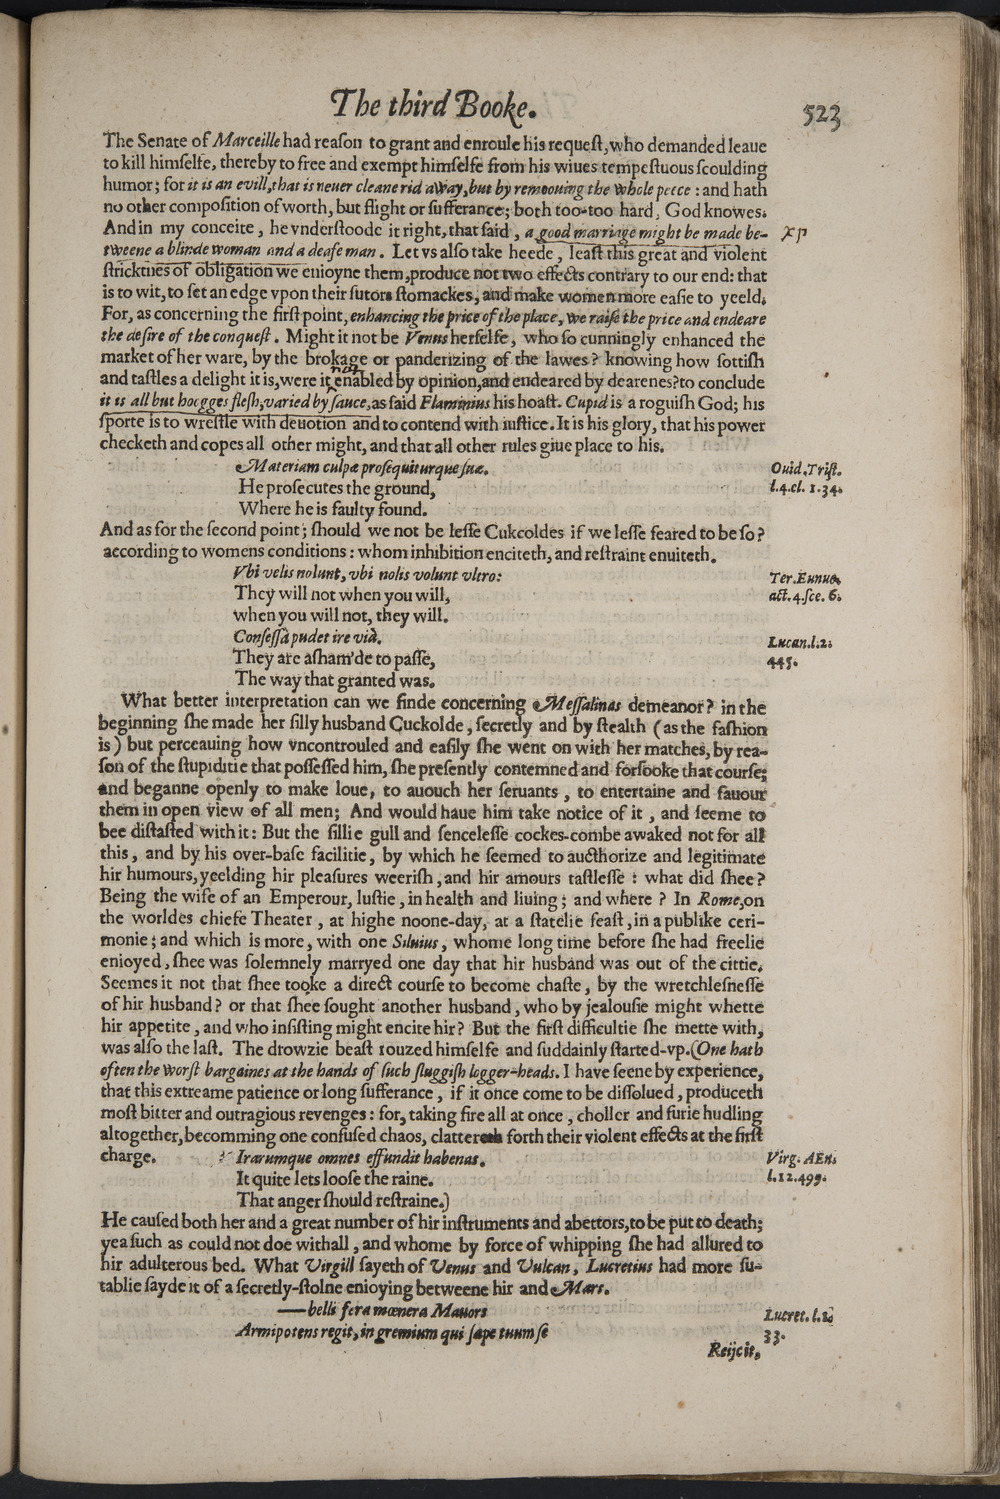 The third Booke.
523
The Senate of Marceille had reaſon to grant and enroule his requeſt, who demanded leaue
to kill himſelfe, thereby to free and exempt himſelfe from his wiues tempeſtuous ſcoulding
humor; for it is an evill, that is neuer cleane rid aWay, but by remoouing the Whole peece : and hath
no other compoſition of worth, but flight or ſufferance; both too-too hard, God knowes.
And in my conceite, he vnderſtoode it right, that ſaid, a good marriage might be made be-
tweene a blinde woman and a deafe man. Let vs alſo take heede, leaſt this great and violent
ſtricktnes of obligation we enioyne them, produce not two effects contrary to our end: that
is to wit, to ſet an edge vpon their ſutors ſtomackes, and make women more eaſie to yeeld.
For, as concerning the firſt point, enhancing the price of the place, We raiſe the price and endeare
the deſire of the conqueſt. Might it not be Venus herſelfe, who ſo cunningly enhanced the
market of her ware, by the brokage or panderizing of the lawes? knowing how ſottiſh
and taſtles a delight it is, were it not enabled by opinion, and endeared by dearenes? to conclude
it is all but hogges fleſh, varied by ſauce, as ſaid Flaminius his hoaſt. Cupid is a roguiſh God; his
ſporte is to wreſtle with deuotion and to contend with iuſtice. It is his glory, that his power
checketh and copes all other might, and that all other rules giue place to his.
Materiam culpæ proſequiturque ſuæ.
Ouid. Triſt.
He proſecutes the ground,
l.4.el. 1.34.
Where he is faulty found.
And as for the ſecond point; ſhould we not be leſſe Cukcoldes if we leſſe feared to be ſo?
according to womens conditions : whom inhibition enciteth, and reſtraint enuiteth.
Vbi velis nolunt, vbi nolis volunt vltro:
Ter. Eunuc.
They will not when you will,
act. 4. ſce. 6.
when you will not, they will.
Conſeſſâ pudet ire viâ.
Lucan. l.2.
They are aſham'de to paſſe,
445.
The way that granted was.
What better interpretation can we finde concerning Meſſalinas demeanor? in the
beginning ſhe made her ſilly husband Cuckolde, ſecretly and by ſtealth (as the faſhion
is) but perceauing how vncontrouled and eaſily ſhe went on with her matches, by rea-
ſon of the ſtupiditie that poſſeſſed him, ſhe preſently contemned and forſooke that courſe;
and beganne openly to make loue, to auouch her ſeruants, to entertaine and fauour
them in open view of all men; And would haue him take notice of it, and ſeeme to
bee diſtaſted with it: But the ſillie gull and ſenceleſſe cockes-combe awaked not for all
this, and by his over-baſe facilitie, by which he ſeemed to aucthorize and legitimate
hir humours, yeelding hir pleaſures weeriſh, and hir amours taſtleſſe : what did ſhee?
Being the wife of an Emperour, luſtie, in health and liuing; and where ? In Rome, on
the worldes chiefe Theater, at highe noone-day, at a ſtatelie feaſt, in a publike ceri-
monie; and which is more, with one Siluius, whome long time before ſhe had freelie
enioyed, ſhee was ſolemnely marryed one day that hir husband was out of the cittie.
Seemes it not that ſhee tooke a direct courſe to become chaſte, by the wretchleſneſſe
of hir husband? or that ſhee ſought another husband, who by jealouſie might whette
hir appetite, and who inſiſting might encite hir? But the firſt difficultie ſhe mette with,
was alſo the laſt. The drowzie beaſt rouzed himſelfe and ſuddainly ſtarted-vp. (One hath
often the Worſt bargaines at the hands of ſuch ſluggiſh logger-heads. I have ſeene by experience,
that this extreame patience or long ſufferance, if it once come to be diſſolued, produceth
moſt bitter and outragious revenges : for, taking fire all at once, choller and furie hudling
altogether, becomming one confuſed chaos, clattereth forth their violent effects at the firſt
charge.
Irarumque omnes effundit habenas.
Virg. AEn.
It quite lets looſe the raine.
l.12.499.
That anger ſhould reſtraine.)
He cauſed both her and a great number of hir inſtruments and abettors, to be put to death;
yea ſuch as could not doe withall, and whome by force of whipping ſhe had allured to
hir adulterous bed. What Virgill ſayeth of Venus and Vulcan, Lucretius had more ſu-
tablie ſayde it of a ſecretly-ſtolne enioying betweene hir and Mars.
—belli fera mœnera Mauors
Lucret. l.1.
Armipotens regit, in gremium qui ſæpe tuum ſe
33.
Reijcit,